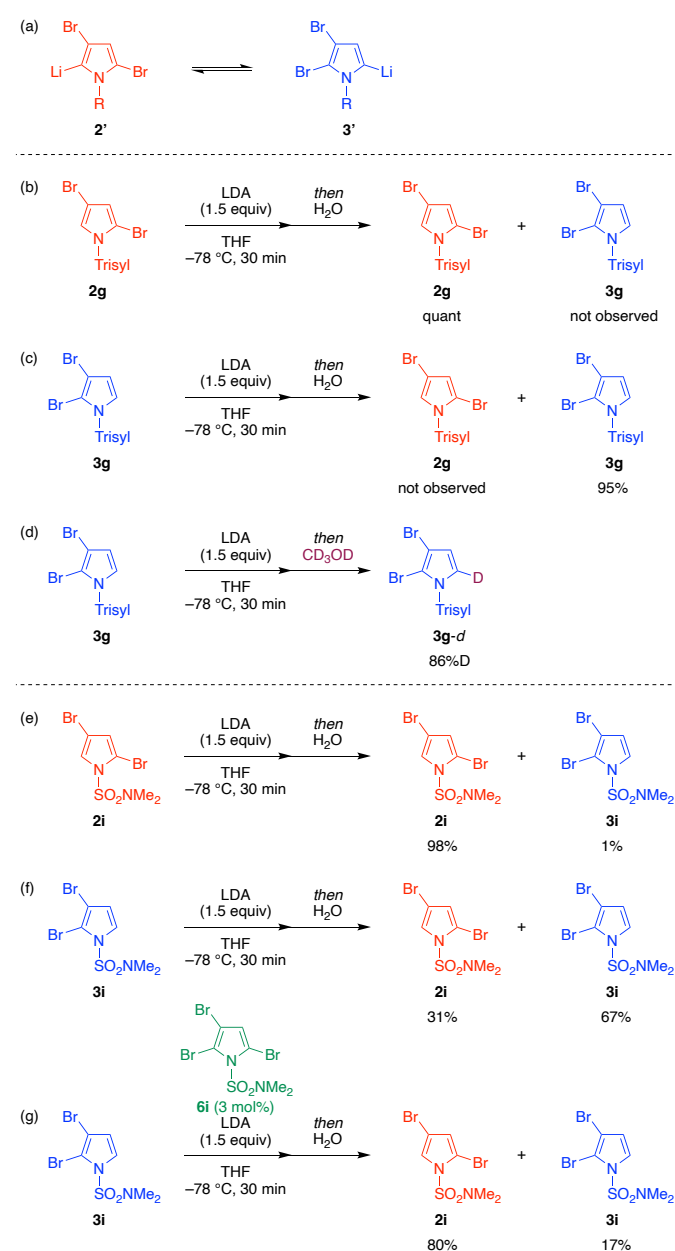 (a)
Br
Li
N
Br
R
2’
Br
Br
N
Li
R
3’
(b)
Br
N
Br
Trisyl
2g
LDA
(1.5 equiv)
THF
–78 °C, 30 min
then
H2O
Br
N
Br
Trisyl
2g
quant
+
Br
Br
N
Trisyl
3g
not observed
(c)
Br
Br
N
Trisyl
3g
LDA
(1.5 equiv)
THF
–78 °C, 30 min
then
H2O
Br
N
Br
Trisyl
2g
not observed
+
Br
Br
N
Trisyl
3g
95%
(d)
Br
Br
N
Trisyl
3g
LDA
(1.5 equiv)
THF
–78 °C, 30 min
then
CD3OD
Br
Br
N
D
Trisyl
3g-d
86%D
(e)
Br
N
Br
SO2NMe2
2i
LDA
(1.5 equiv)
THF
–78 °C, 30 min
then
H2O
Br
N
Br
SO2NMe2
2i
98%
+
Br
Br
N
SO2NMe2
3i
1%
(f)
Br
Br
N
SO2NMe2
3i
LDA
(1.5 equiv)
THF
–78 °C, 30 min
then
H2O
Br
N
Br
SO2NMe2
2i
31%
+
Br
Br
N
SO2NMe2
3i
67%
(g)
Br
Br
N
SO2NMe2
3i
Br
Br
N
Br
SO2NMe2
6i (3 mol%)
LDA
(1.5 equiv)
THF
–78 °C, 30 min
then
H2O
Br
N
Br
SO2NMe2
2i
80%
+
Br
Br
N
SO2NMe2
3i
17%